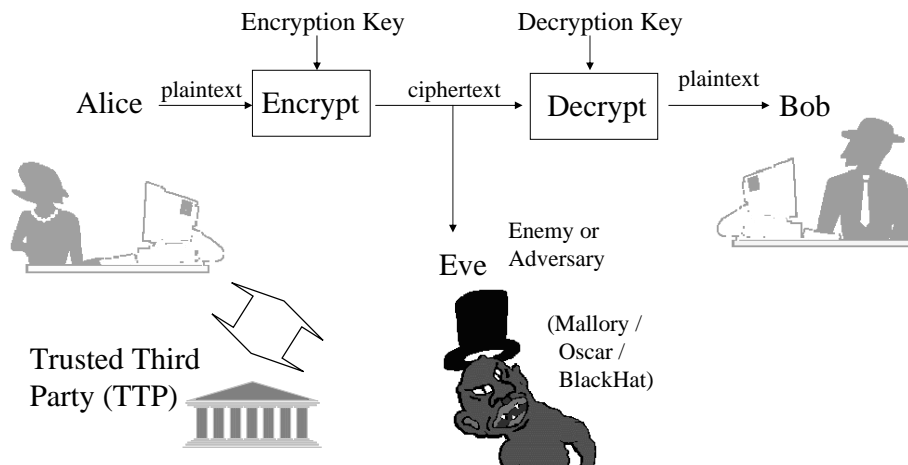 Encryption Key
Decryption Key
Alice
plaintext
Encrypt
ciphertext
Decrypt
plaintext
Bob
Eve
Enemy or
Adversary
(Mallory /
Oscar /
BlackHat)
Trusted Third
Party (TTP)